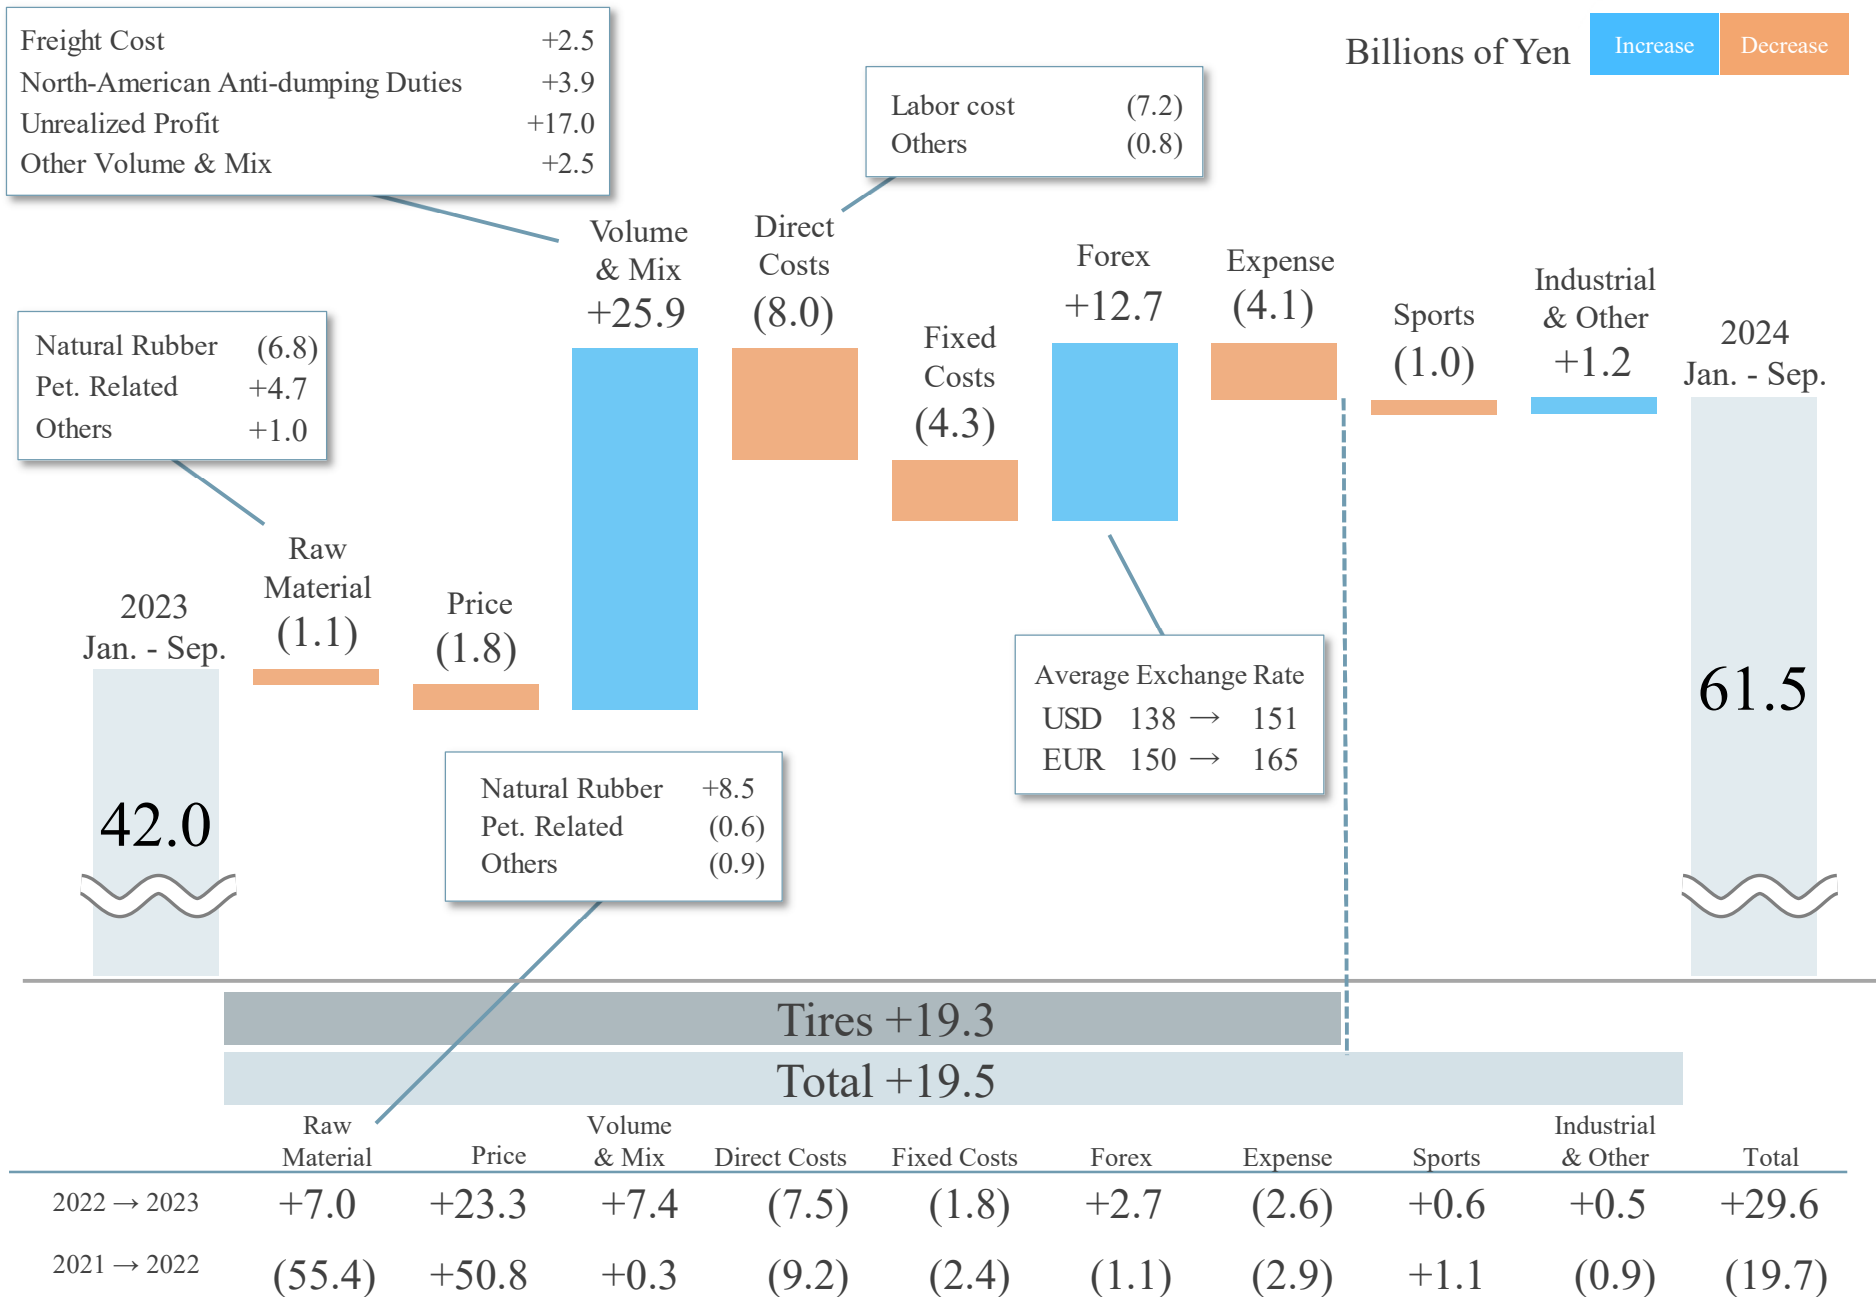 Freight Cost +2.5
North-American Anti-dumping Duties +3.9
Unrealized Profit +17.0
Other Volume & Mix +2.5
Billions of Yen Increase Decrease
Labor cost (7.2)
Others (0.8)
Natural Rubber (6.8)
Pet. Related +4.7
Others +1.0
2023
Jan. - Sep.
42.0
Raw
Material
(1.1)
Price
(1.8)
Volume
& Mix
+25.9
Direct
Costs
(8.0)
Fixed
Costs
(4.3)
Forex
+12.7
Expense
(4.1)
Sports
(1.0)
Industrial
& Other
+1.2
2024
Jan. - Sep.
61.5
Average Exchange Rate
USD 138 → 151
EUR 150 → 165
Natural Rubber +8.5
Pet. Related (0.6)
Others (0.9)
Tires +19.3
Total +19.5
Raw Volume Industrial
Material Price & Mix Direct Costs Fixed Costs Forex Expense Sports & Other Total
2022 → 2023 +7.0 +23.3 +7.4 (7.5) (1.8) +2.7 (2.6) +0.6 +0.5 +29.6
2021 → 2022 (55.4) +50.8 +0.3 (9.2) (2.4) (1.1) (2.9) +1.1 (0.9) (19.7)